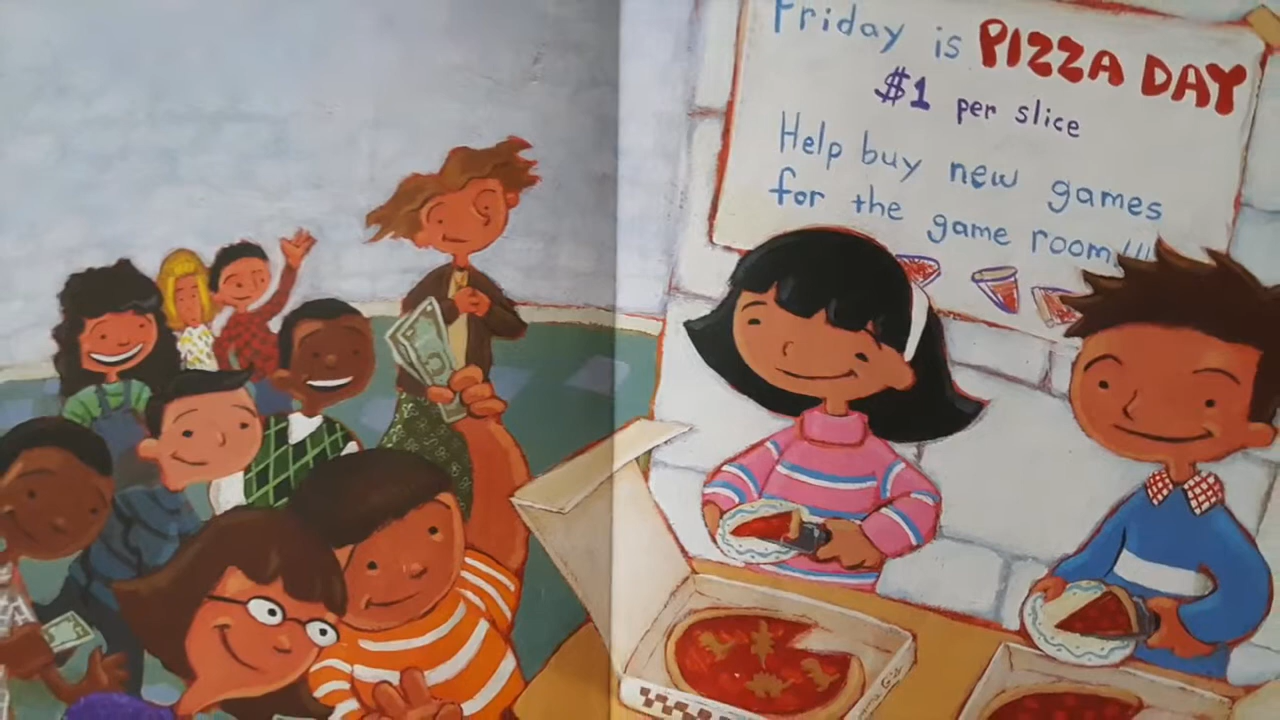 Friday is PIZZA DAY
$1 per slice
Help buy new games
for the game room!!!